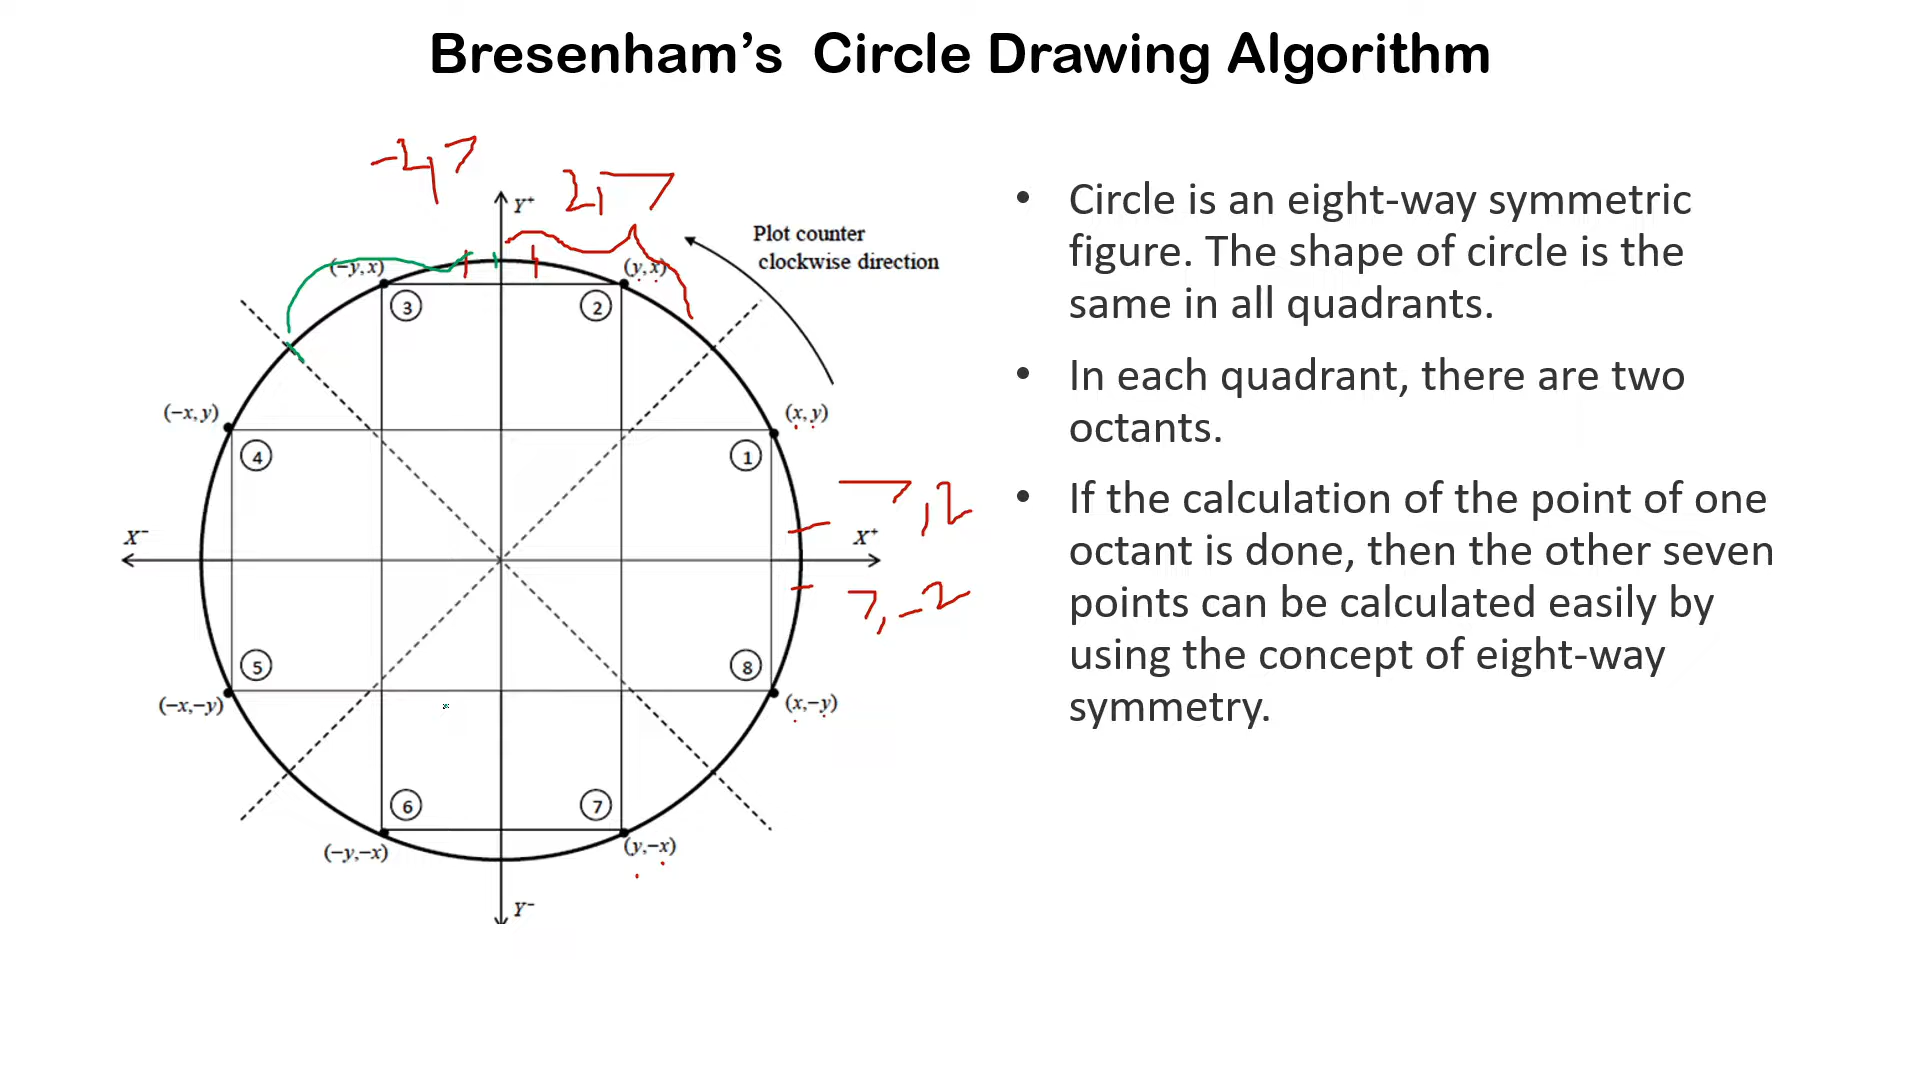 Bresenham’s Circle Drawing Algorithm
-2,7
2,7
Y⁺
Plot counter
clockwise direction
(−y,x)
(y,x)
3
2
(−x,y)
(x,y)
4
1
7,2
X⁻
X⁺
7,-2
5
8
(−x,−y)
(x,−y)
6
7
(−y,−x)
(y,−x)
Y⁻
• Circle is an eight-way symmetric
figure. The shape of circle is the
same in all quadrants.
• In each quadrant, there are two
octants.
• If the calculation of the point of one
octant is done, then the other seven
points can be calculated easily by
using the concept of eight-way
symmetry.